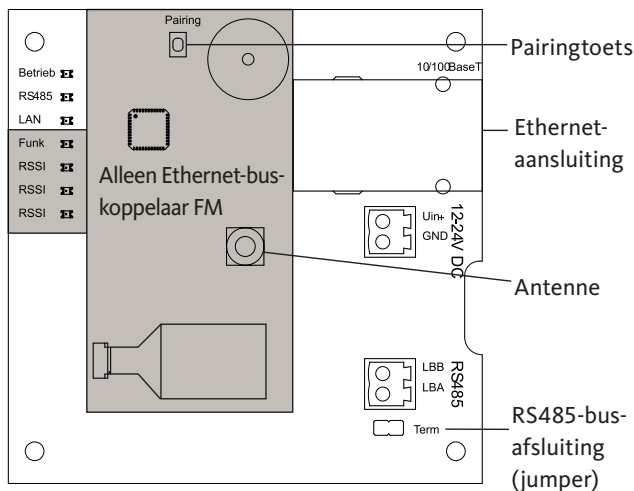 Pairing
Pairingtoets
Betrieb
10/100BaseT
RS485
LAN
Ethernet-
aansluiting
Funk
RSSI
RSSI
RSSI
Alleen Ethernet-bus-
koppelaar FM
Uin+
GND
12-24V DC
Antenne
LBB
LBA
RS485
Term
RS485-bus-
afsluiting
(jumper)